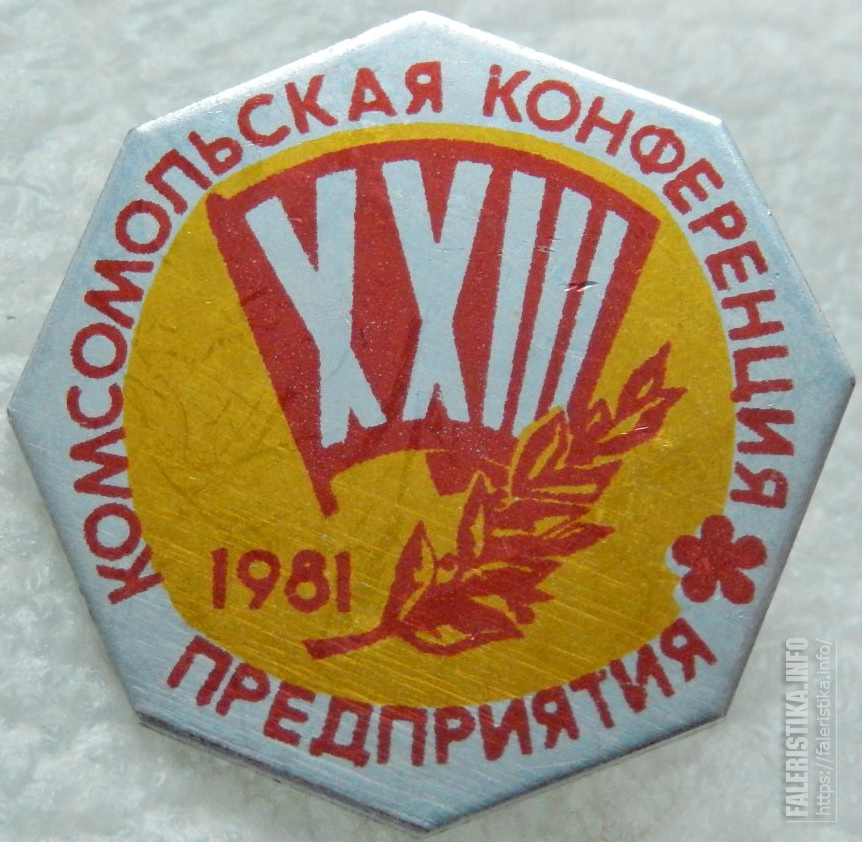 КОМСОМОЛЬСКАЯ КОНФЕРЕНЦИЯ
XXIII
1981
ПРЕДПРИЯТИЯ
FALERISTIKA.INFO
https://faleristika.info/